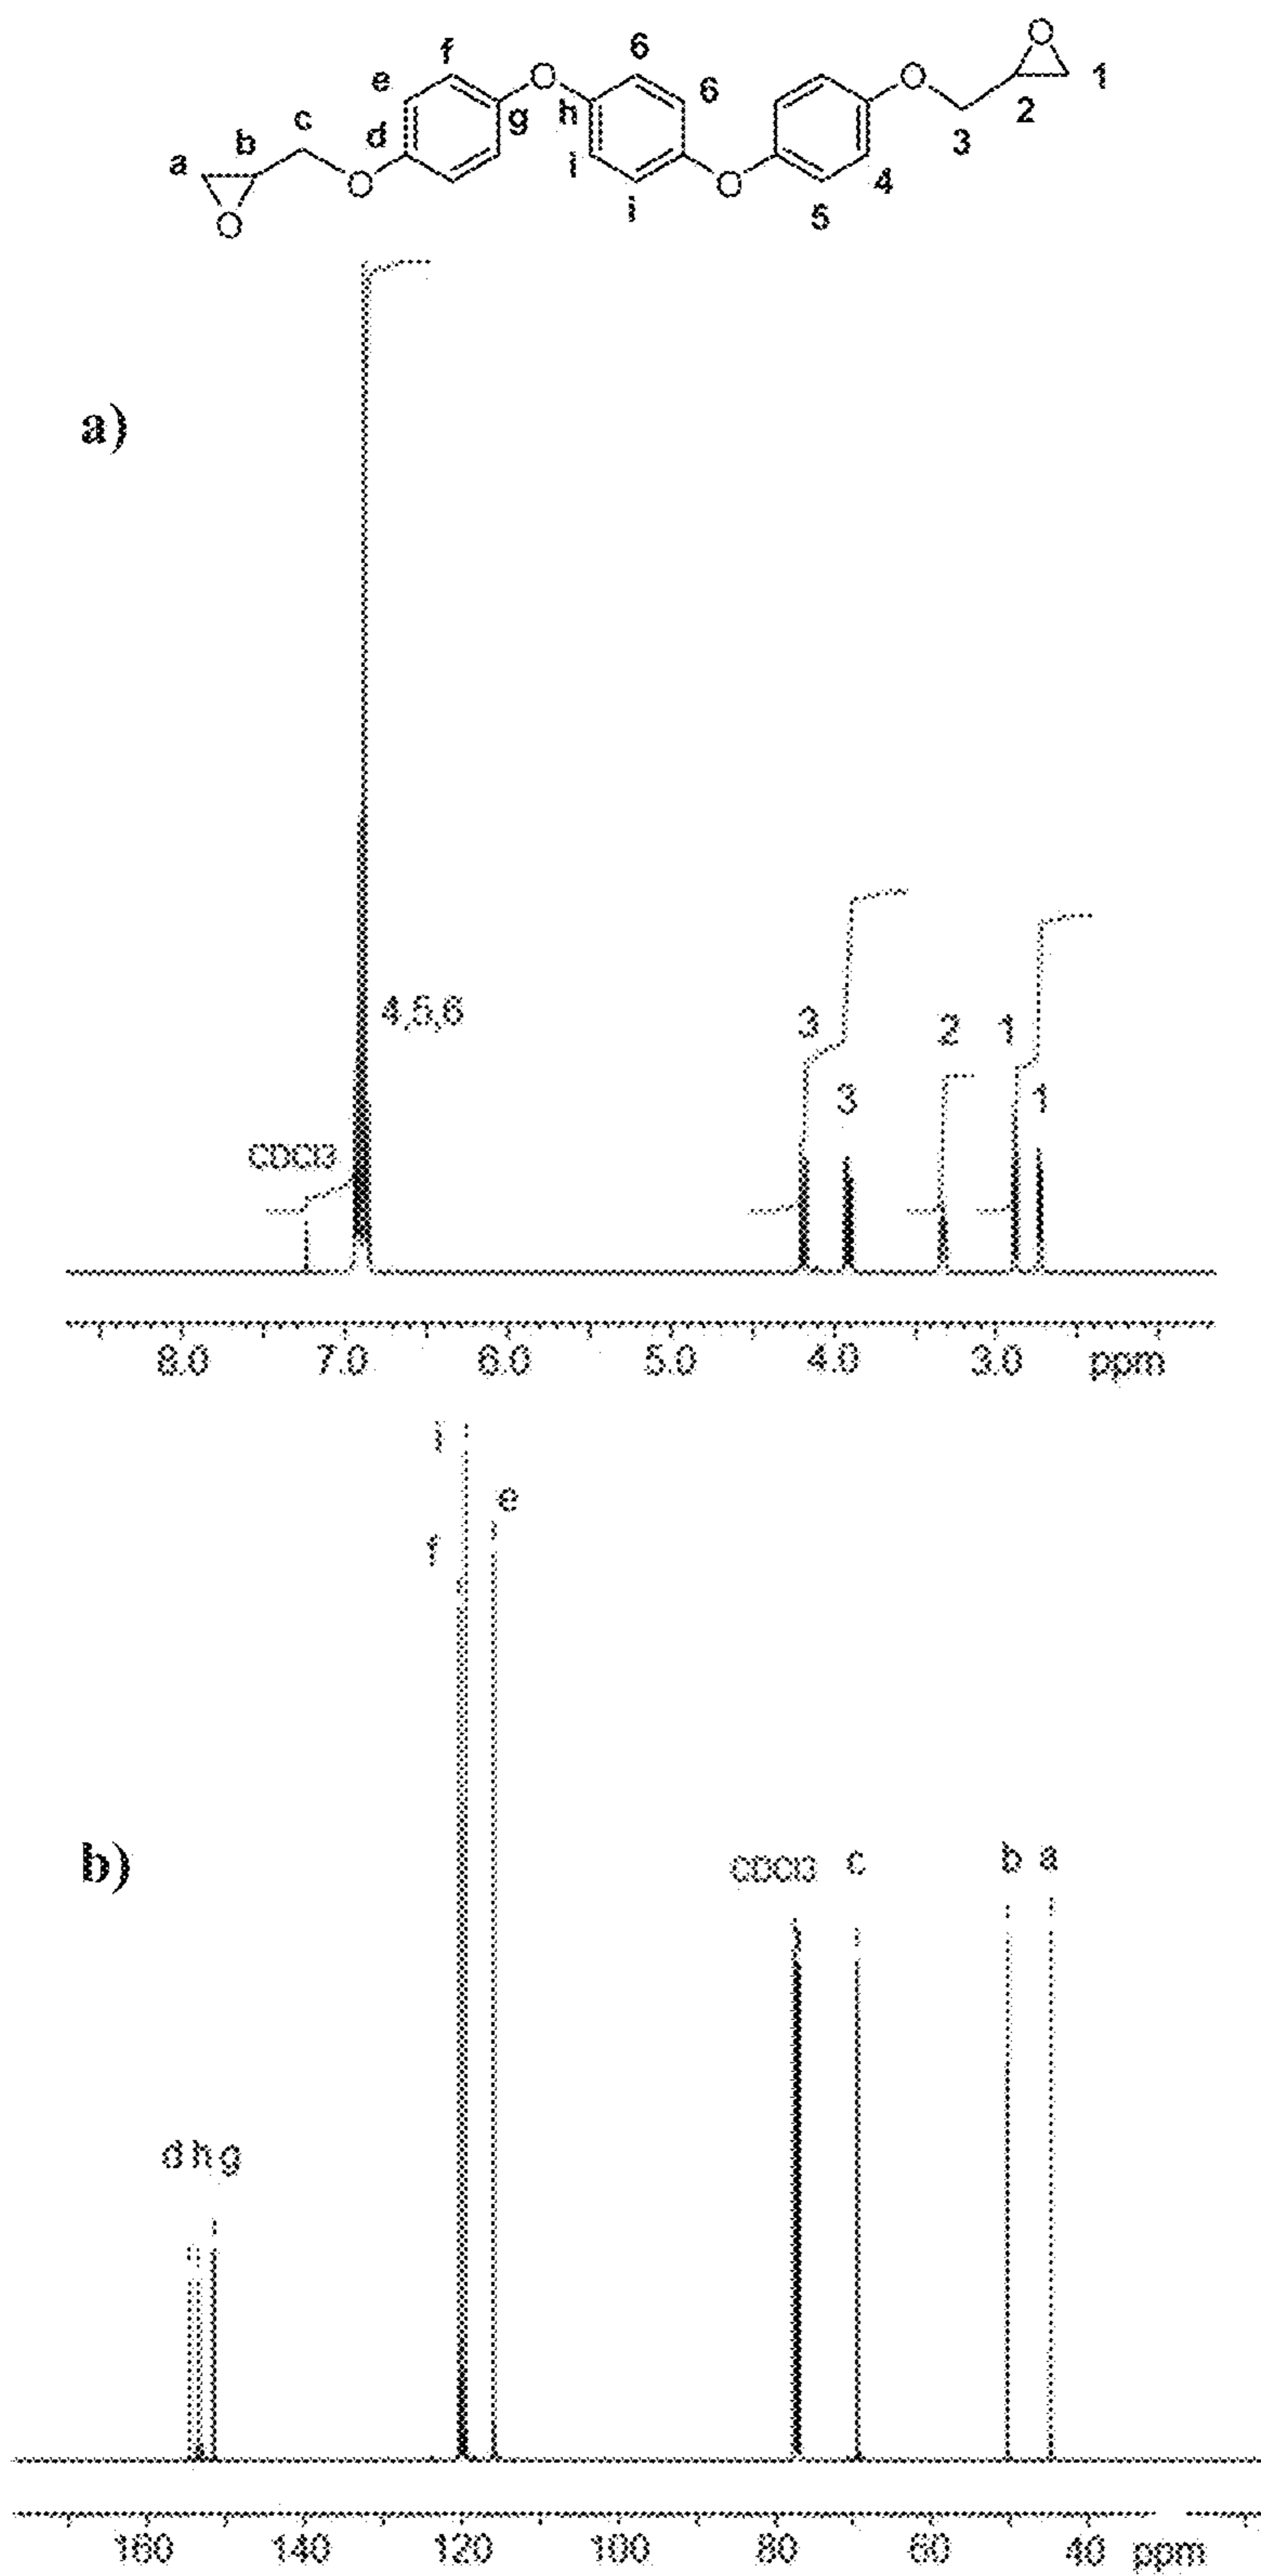 O
f O 6
e 6 O 1
c g h 2
b d 3
a i 4
O O i O 5
a)
4,5,6
3 2 1
3 1
CDCl3
8.0 7.0 6.0 5.0 4.0 3.0 ppm
i
e
f
b)
CDCl3 c b a
d h g
160 140 120 100 80 60 40 ppm